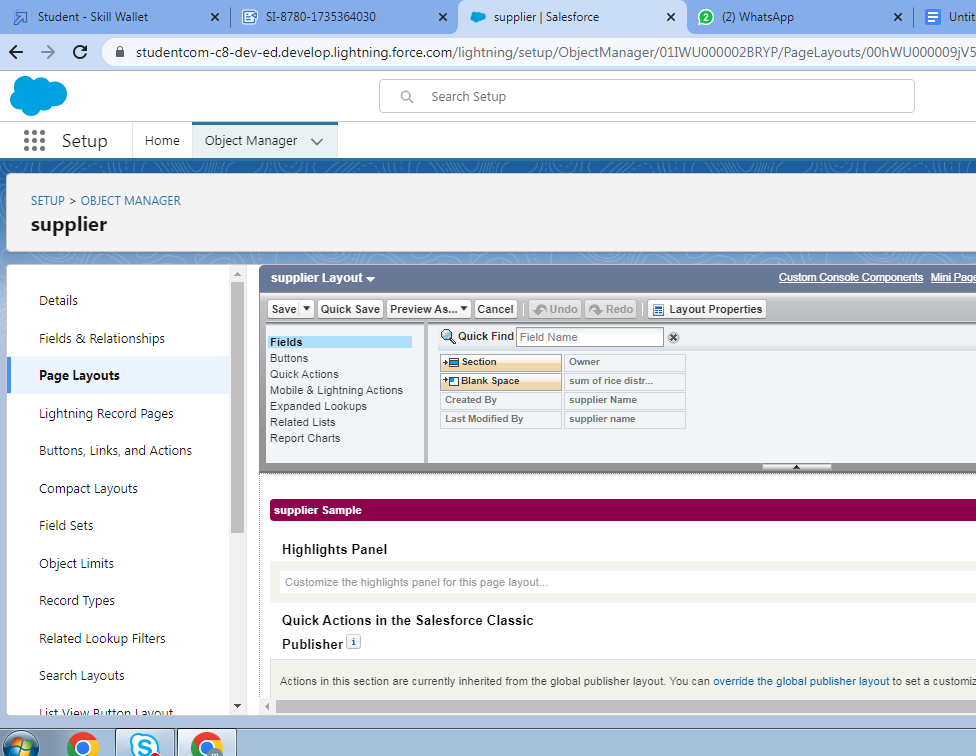 Student - Skill Wallet
SI-8780-1735364030
supplier | Salesforce
(2) WhatsApp
Untit
studentcom-c8-dev-ed.develop.lightning.force.com/lightning/setup/ObjectManager/01IWU000002BRYP/PageLayouts/00hWU000009jV5
Search Setup
Setup
Home
Object Manager
SETUP > OBJECT MANAGER
supplier
Details
Fields & Relationships
Page Layouts
Lightning Record Pages
Buttons, Links, and Actions
Compact Layouts
Field Sets
Object Limits
Record Types
Related Lookup Filters
Search Layouts
List View Button Layout
supplier Layout
Custom Console Components
Mini Page
Save
Quick Save
Preview As...
Cancel
Undo
Redo
Layout Properties
Fields
Buttons
Quick Actions
Mobile & Lightning Actions
Expanded Lookups
Related Lists
Report Charts
Quick Find
Field Name
Section
Owner
Blank Space
sum of rice distr...
Created By
supplier Name
Last Modified By
supplier name
supplier Sample
Highlights Panel
Customize the highlights panel for this page layout...
Quick Actions in the Salesforce Classic
Publisher
i
Actions in this section are currently inherited from the global publisher layout. You can override the global publisher layout to set a customiz